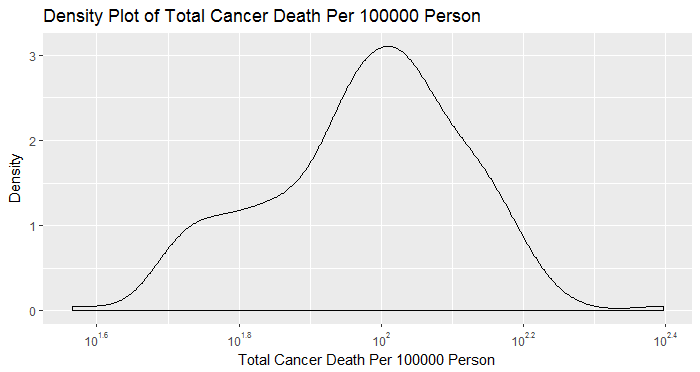 Density Plot of Total Cancer Death Per 100000 Person
3
2
1
0
Density
10^1.6 10^1.8 10^2 10^2.2 10^2.4
Total Cancer Death Per 100000 Person